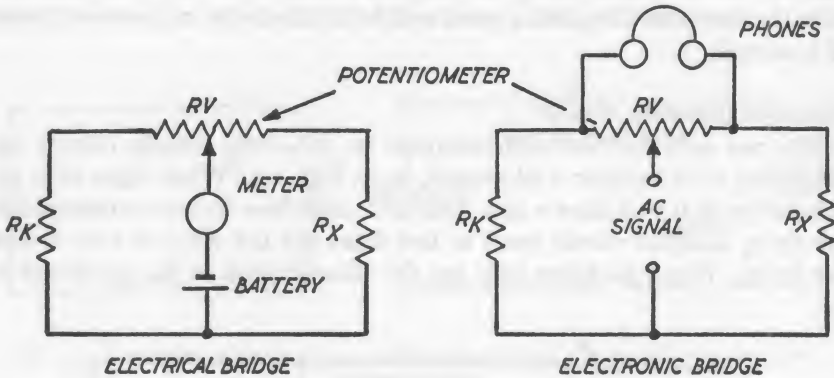 PHONES
POTENTIOMETER
RV
RV
METER
AC
SIGNAL
RK
RX
RK
RX
BATTERY
ELECTRICAL BRIDGE
ELECTRONIC BRIDGE